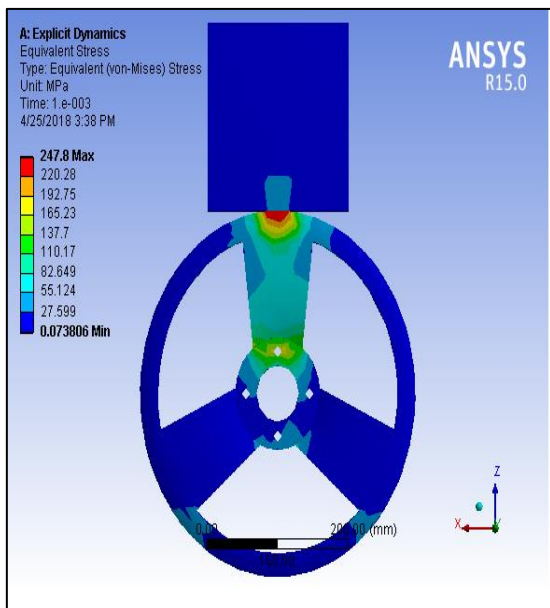 A: Explicit Dynamics
Equivalent Stress
Type: Equivalent (von-Mises) Stress
Unit: MPa
Time: 1.e-003
4/25/2018 3:38 PM
ANSYS
R15.0
247.8 Max
220.28
192.75
165.23
137.7
110.17
82.649
55.124
27.599
0.073806 Min
0.00
200.00 (mm)
100.00
Z
X
Y